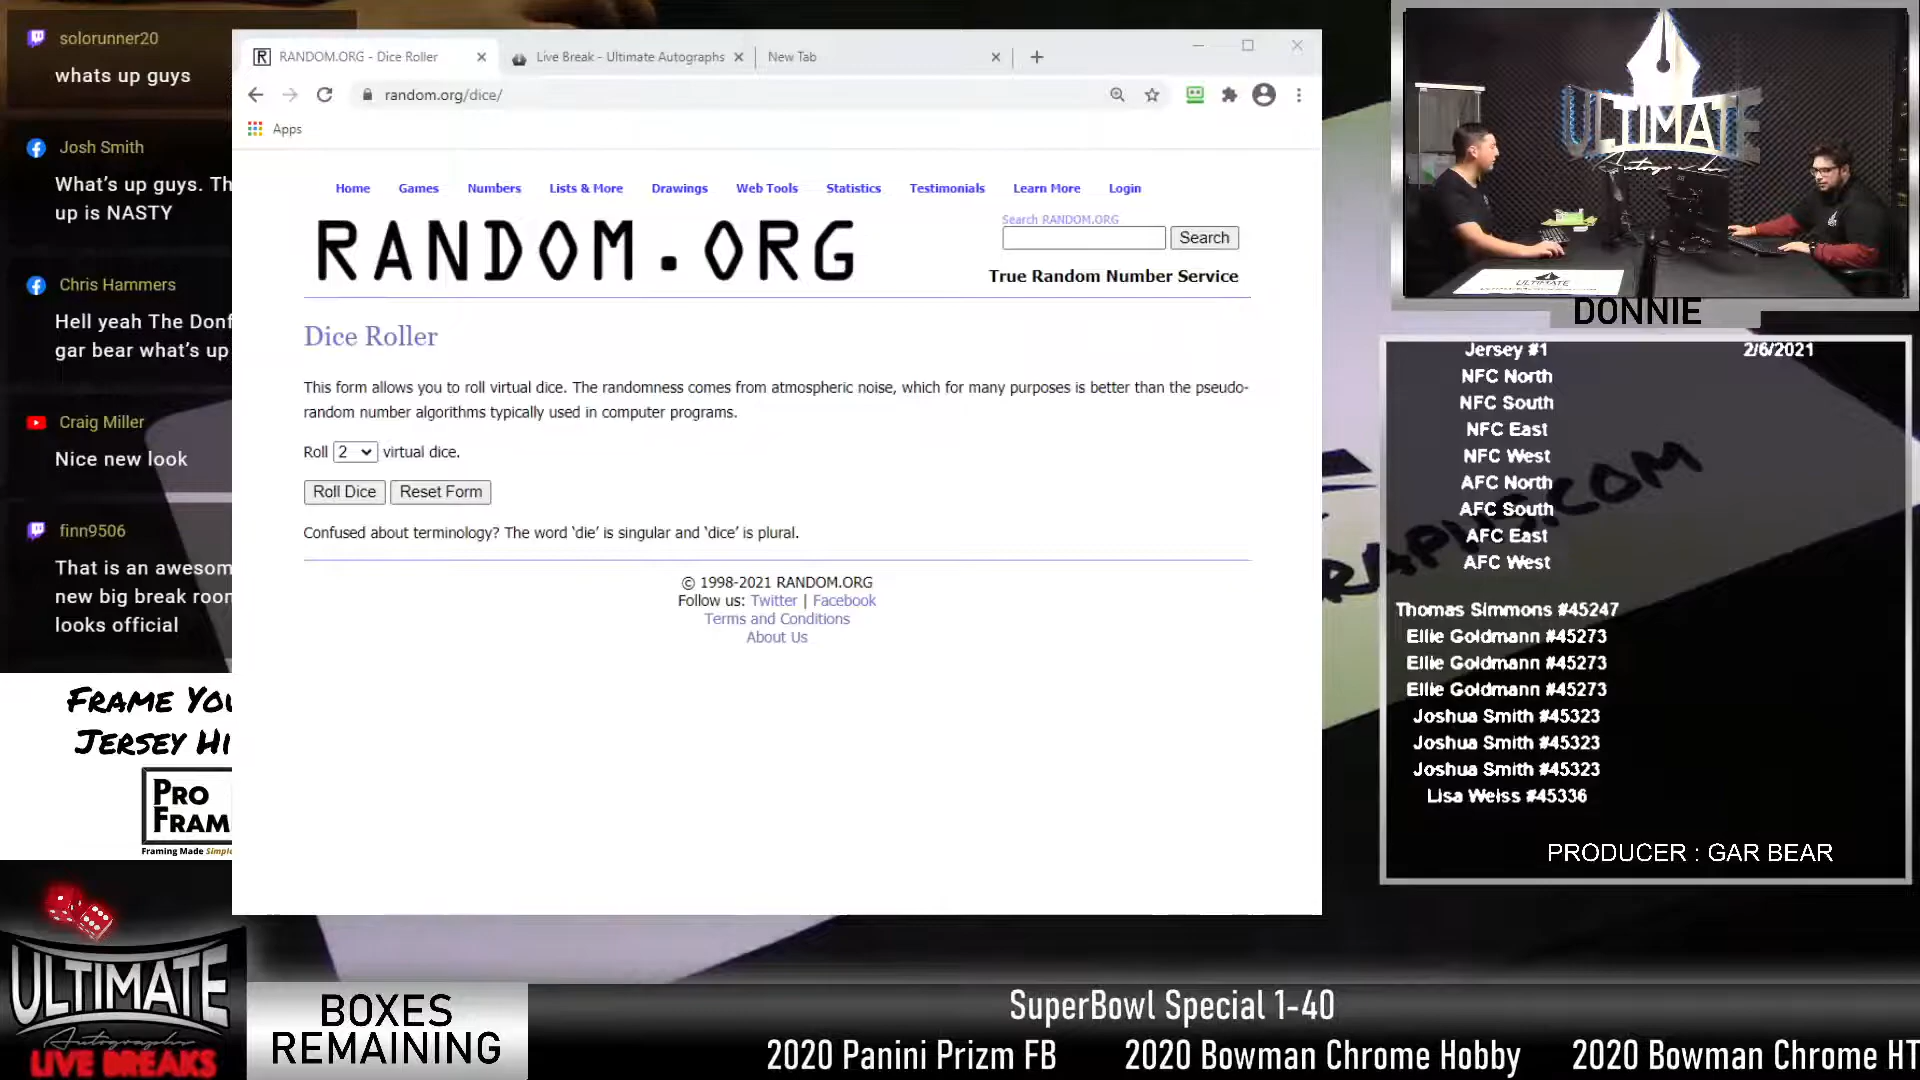 solorunner20
whats up guys
Josh Smith
What's up guys. Th
up is NASTY
Chris Hammers
Hell yeah The Donf
gar bear what's up
Craig Miller
Nice new look
finn9506
That is an awesom
new big break roor
looks official
FRAME YOU
JERSEY HI
PRO
FRAM
Framing Made Simple
ULTIMATE
Autographs
LIVE BREAKS
RANDOM.ORG - Dice Roller
Live Break - Ultimate Autographs
New Tab
random.org/dice/
Apps
Home Games Numbers Lists & More Drawings Web Tools Statistics Testimonials Learn More Login
RANDOM.ORG
Search RANDOM.ORG
Search
True Random Number Service
Dice Roller
This form allows you to roll virtual dice. The randomness comes from atmospheric noise, which for many purposes is better than the pseudo-
random number algorithms typically used in computer programs.
Roll 2 virtual dice.
Roll Dice Reset Form
Confused about terminology? The word ‘die’ is singular and ‘dice’ is plural.
© 1998-2021 RANDOM.ORG
Follow us: Twitter | Facebook
Terms and Conditions
About Us
ULTIMATE
Autographs
ULTIMATE
DONNIE
Jersey #1 2/6/2021
NFC North
NFC South
NFC East
NFC West
AFC North
AFC South
AFC East
AFC West
Thomas Simmons #45247
Ellie Goldmann #45273
Ellie Goldmann #45273
Ellie Goldmann #45273
Joshua Smith #45323
Joshua Smith #45323
Joshua Smith #45323
Lisa Weiss #45336
PRODUCER : GAR BEAR
RAPHS.COM
BOXES
REMAINING
SuperBowl Special 1-40
2020 Panini Prizm FB 2020 Bowman Chrome Hobby 2020 Bowman Chrome HT